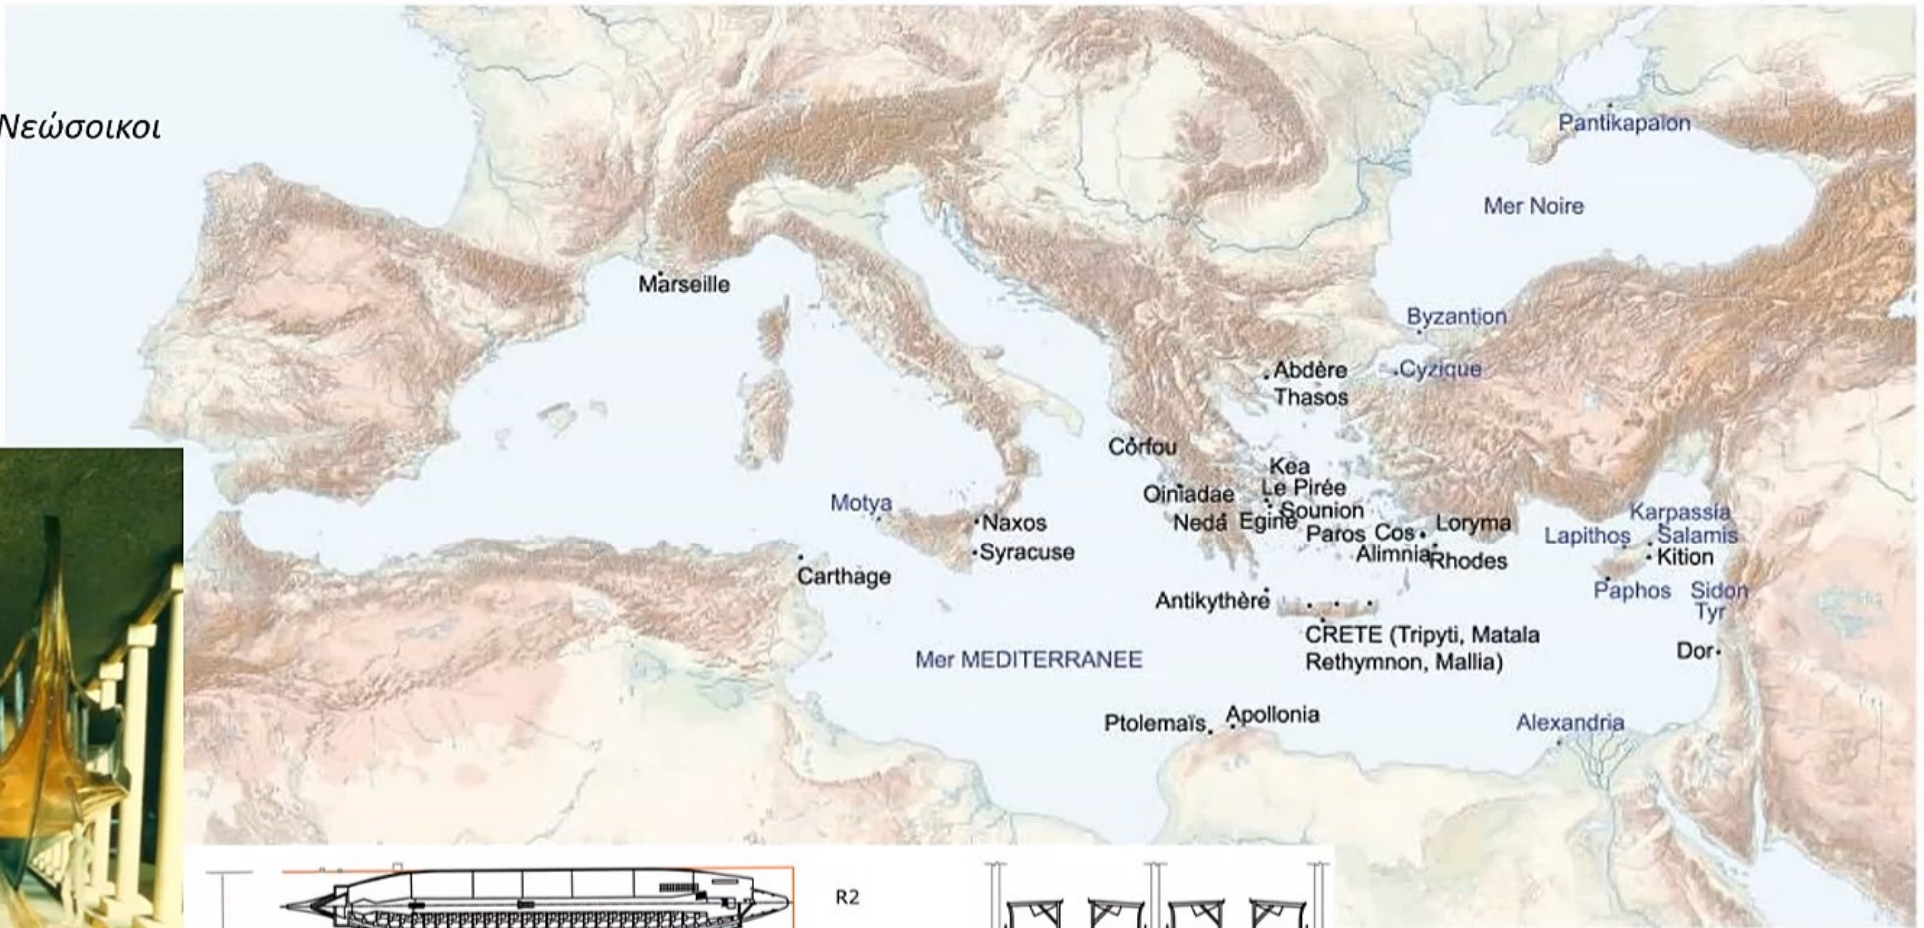 Νεώσοικοι
Pantikapalon
Mer Noire
Marseille
Byzantion
Abdère
Cyzique
Thasos
Corfou
Kea
Oiniadae
Le Pirée
Motya
Sounion
Naxos
Neda
Egine
Paros
Cos
Loryma
Karpassia
Lapithos
Salamis
Syracuse
Alimnia
Rhodes
Kition
Carthage
Paphos
Sidon
Tyr
Antikythère
CRETE (Tripyti, Matala
Rethymnon, Mallia)
Dor
Mer MEDITERRANEE
Ptolemaïs
Apollonia
Alexandria
R2